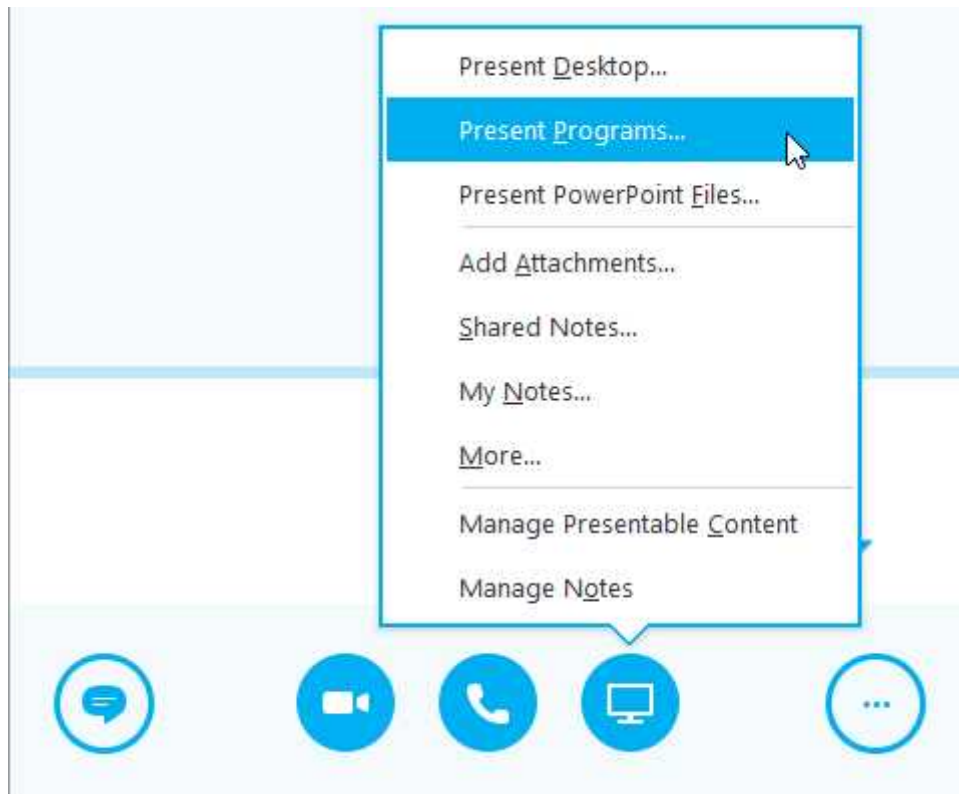 Present Desktop...
Present Programs...
Present PowerPoint Files...
Add Attachments...
Shared Notes...
My Notes...
More...
Manage Presentable Content
Manage Notes